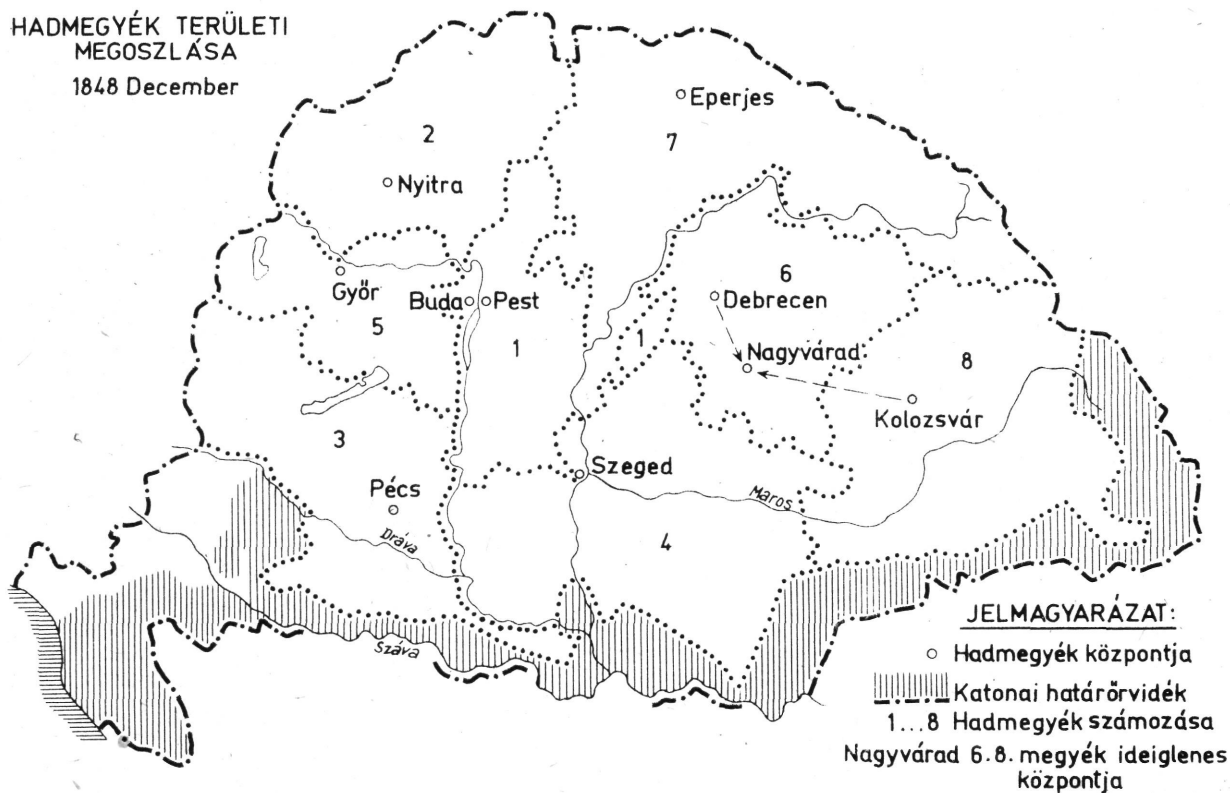 HADMEGYÉK TERÜLETI
MEGOSZLÁSA
1848 December
Eperjes
2
7
Nyitra
6
Győr
Buda
Pest
Debrecen
5
1
1
Nagyvárad
8
Kolozsvár
3
Szeged
Pécs
Maros
Dráva
4
Száva
JELMAGYARÁZAT:
Hadmegyék központja
Katonai határőrvidék
1...8 Hadmegyék számozása
Nagyvárad 6.8. megyék ideiglenes
központja